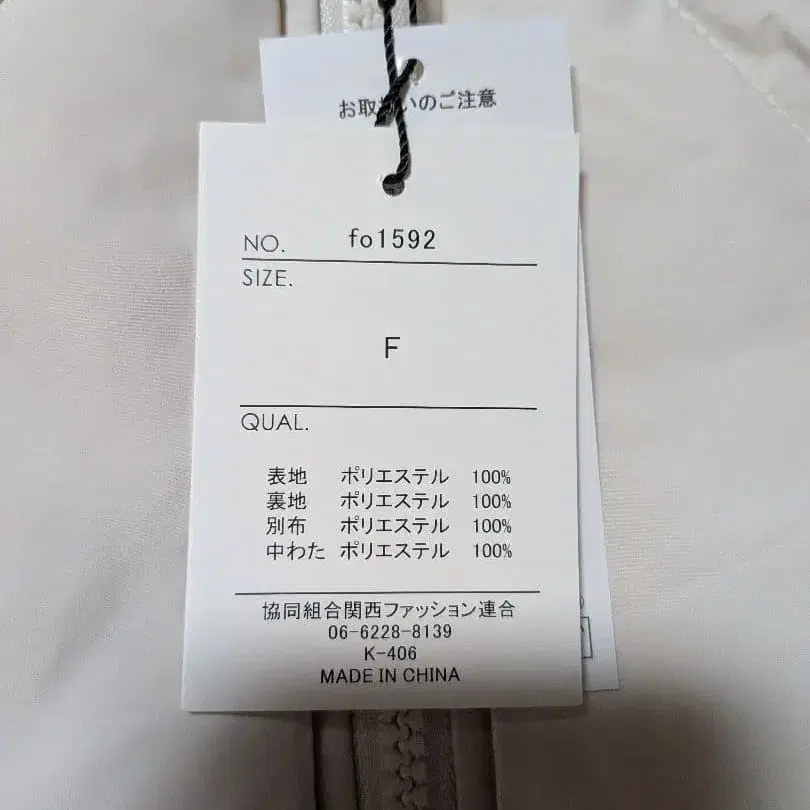 お取扱いのご注意
NO. fo1592
SIZE.
F
QUAL.
表地 ポリエステル 100%
裏地 ポリエステル 100%
別布 ポリエステル 100%
中わた ポリエステル 100%
協同組合関西ファッション連合
06-6228-8139
K-406
MADE IN CHINA